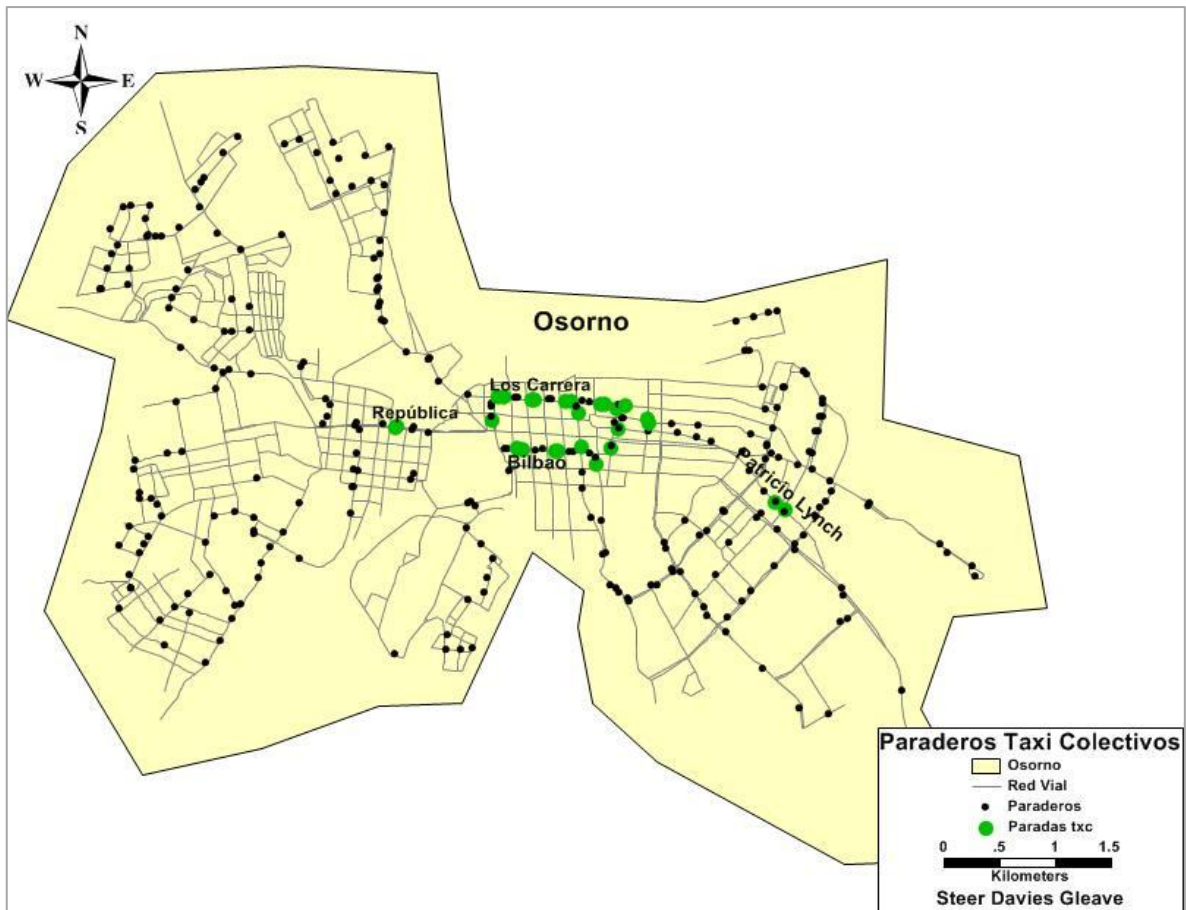 N
W E
S
Osorno
Los Carrera
República
Bilbao
Patricio Lynch
Paraderos Taxi Colectivos
Osorno
Red Vial
Paraderos
Paradas txc
0 .5 1 1.5
Kilometers
Steer Davies Gleave